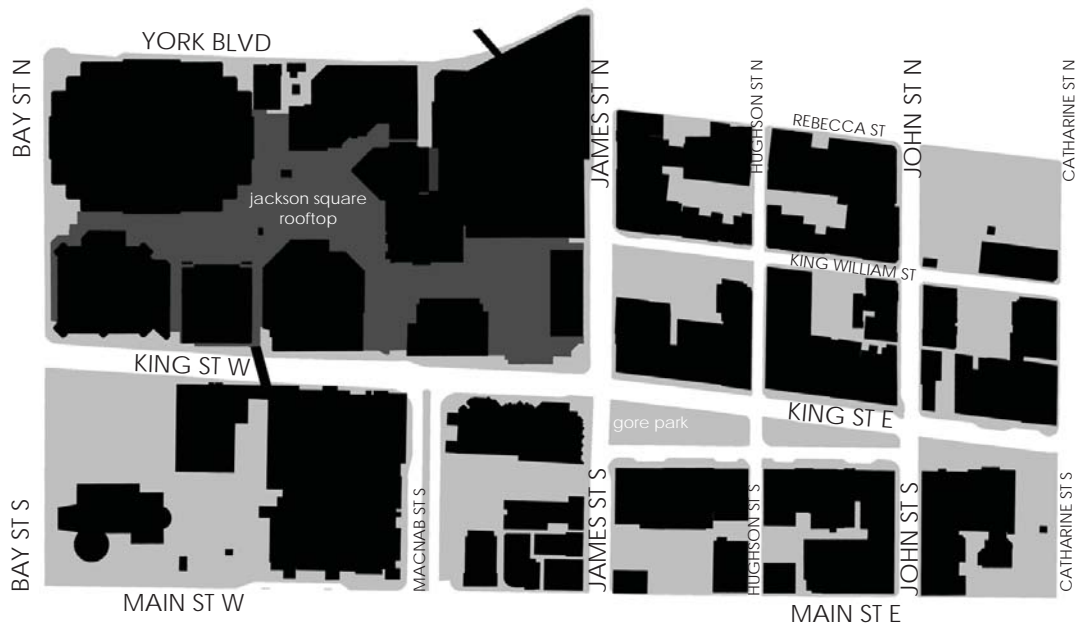 YORK BLVD
BAY ST N
JAMES ST N
HUGHSON ST N
REBECCA ST
JOHN ST N
CATHARINE ST N
jackson square
rooftop
KING WILLIAM ST
KING ST W
KING ST E
gore park
BAY ST S
MACNAB ST S
JAMES ST S
HUGHSON ST S
JOHN ST S
CATHARINE ST S
MAIN ST W
MAIN ST E